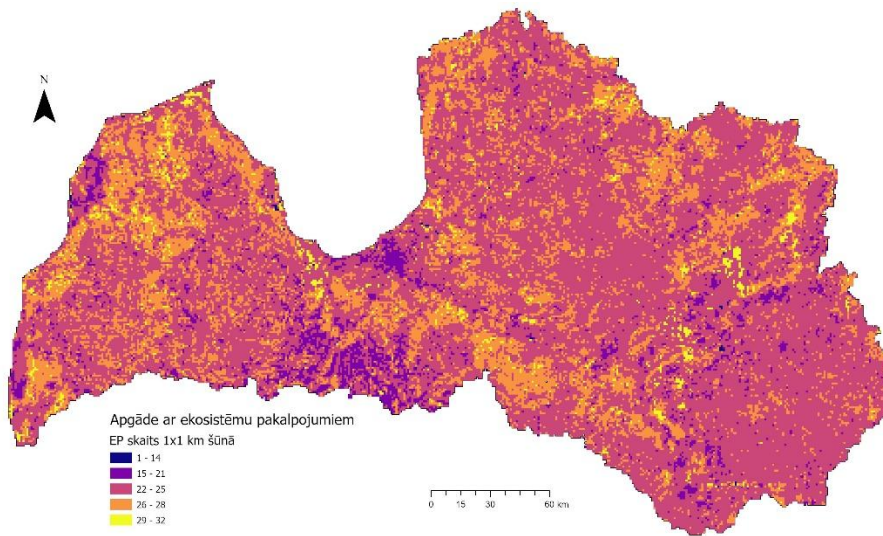 N
Apgāde ar ekosistēmu pakalpojumiem
EP skaits 1x1 km šūnā
1 - 14
15 - 21
22 - 25
26 - 28
29 - 32
0 15 30 60 km